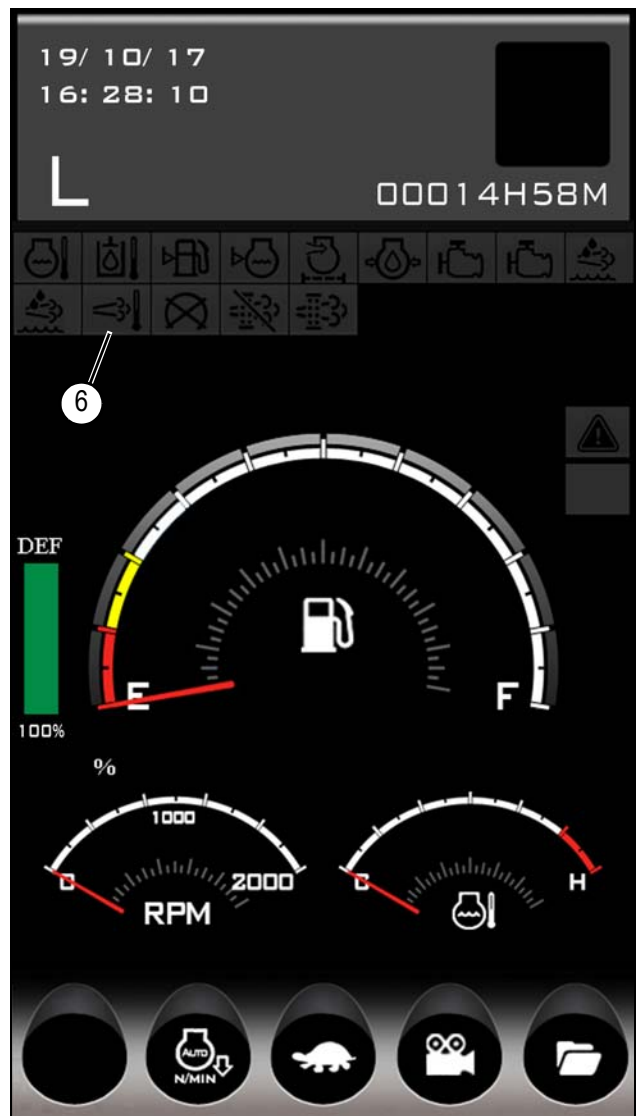 19/ 10/ 17
16: 28: 10
L
00014H58M
6
DEF
E
F
100%
%
1000
0
2000
RPM
C
H
AUTO
N/MIN